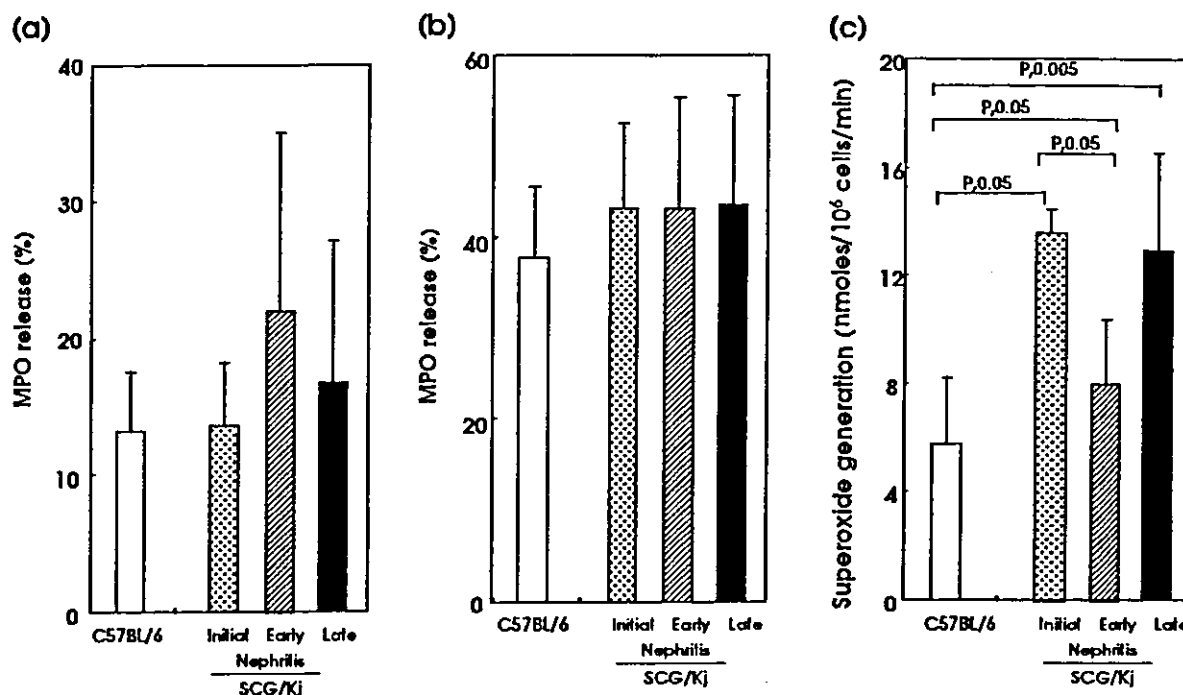 (a)
40
30
20
10
0
MPO release (%)
C57BL/6
Initial Early Late
Nephritis
SCG/Kj
(b)
60
40
20
0
MPO release (%)
C57BL/6
Initial Early Late
Nephritis
SCG/Kj
(c)
20
16
12
8
4
0
Superoxide generation (nmoles/10⁶ cells/min)
P,0.005
P,0.05
P,0.05
P,0.05
C57BL/6
Initial Early Late
Nephritis
SCG/Kj